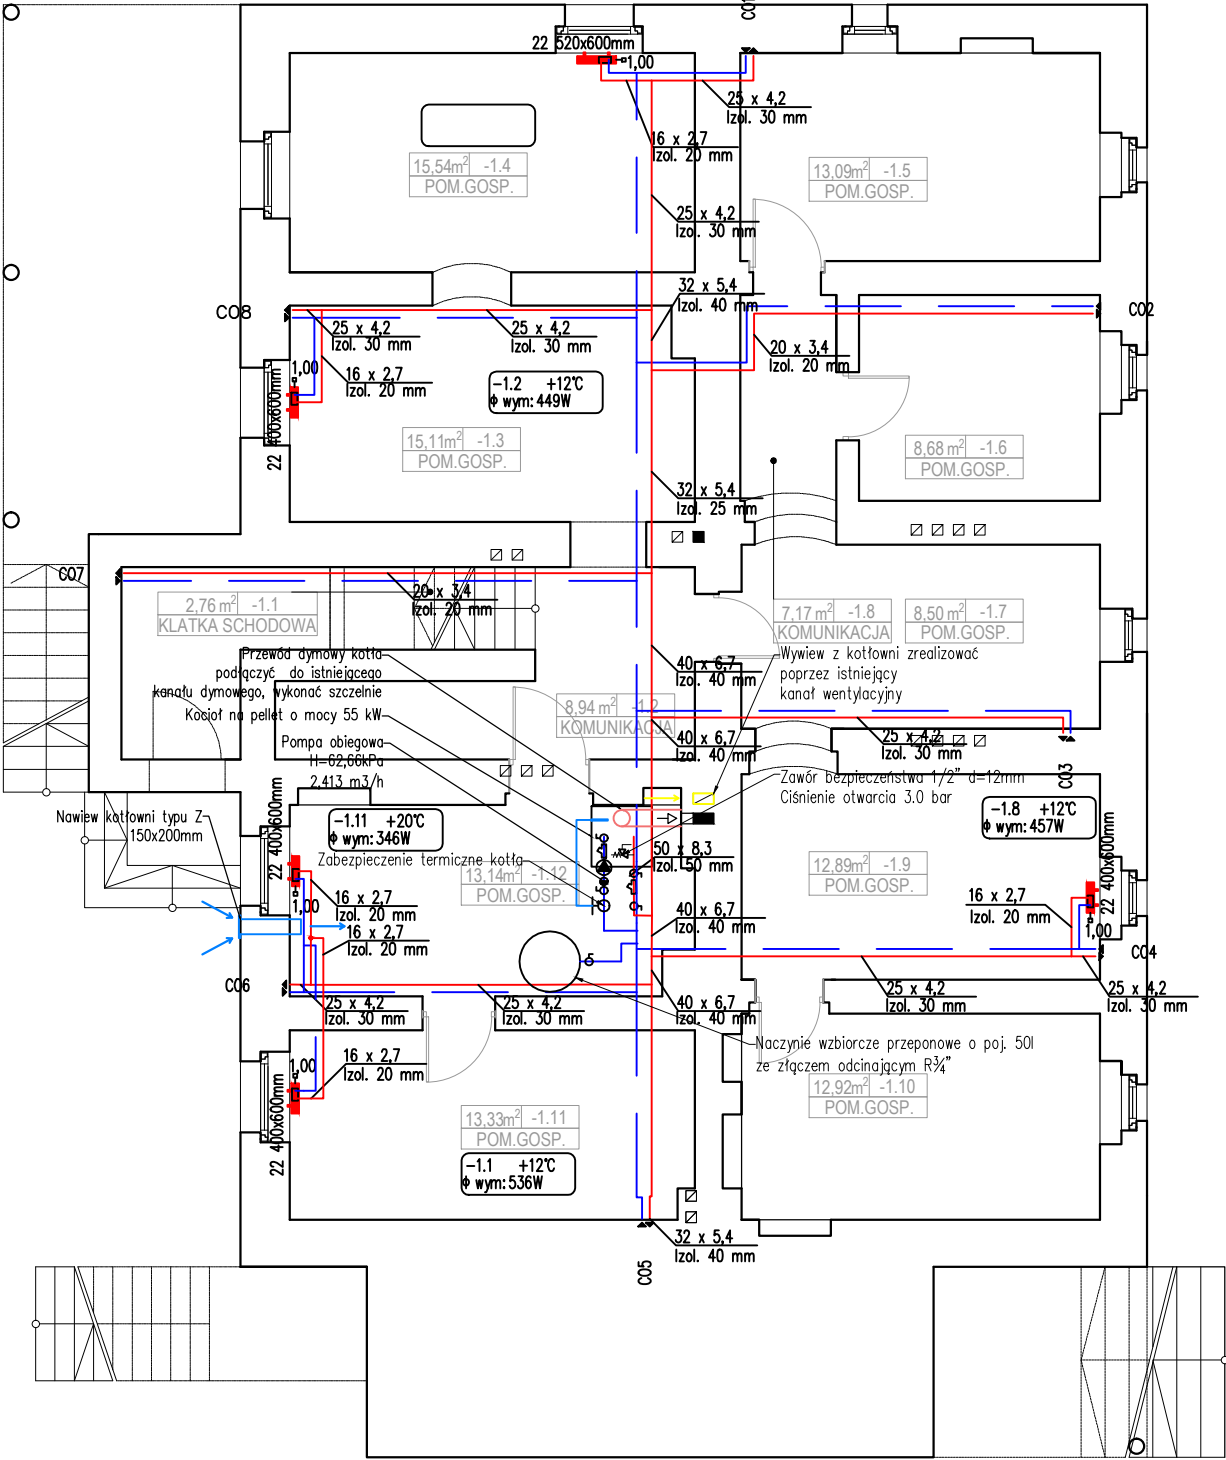 CO1
22 520x600mm
1,00
25 x 4,2
Izol. 30 mm
16 x 2,7
Izol. 20 mm
15,54m² -1.4
POM.GOSP.
13,09m² -1.5
POM.GOSP.
25 x 4,2
Izol. 30 mm
32 x 5,4
Izol. 40 mm
CO8
CO2
25 x 4,2
Izol. 30 mm
25 x 4,2
Izol. 30 mm
20 x 3,4
Izol. 20 mm
1,00
16 x 2,7
Izol. 20 mm
-1.2 +12°C
ϕ wym: 449W
22 400x600mm
15,11m² -1.3
POM.GOSP.
8,68 m² -1.6
POM.GOSP.
32 x 5,4
Izol. 25 mm
CO7
20 x 3,4
Izol. 20 mm
2,76 m² -1.1
KLATKA SCHODOWA
7,17 m² -1.8
KOMUNIKACJA
8,50 m² -1.7
POM.GOSP.
Przewód dymowy kotła
podłączyć do istniejącego
kanału dymowego, wykonać szczelnie
Wywiew z kotłowni zrealizować
poprzez istniejący
kanał wentylacyjny
40 x 6,7
Izol. 40 mm
Kocioł na pellet o mocy 55 kW
8,94 m² -1.2
KOMUNIKACJA
Pompa obiegowa
H=62,66kPa
2,413 m3/h
40 x 6,7
Izol. 40 mm
25 x 4,2
Izol. 30 mm
CO3
Zawór bezpieczeństwa 1/2" d=12mm
Ciśnienie otwarcia 3.0 bar
Nawiew kotłowni typu Z
150x200mm
22 400x600mm
-1.11 +20°C
ϕ wym: 346W
-1.8 +12°C
ϕ wym: 457W
Zabezpieczenie termiczne kotła
13,14m² -1.12
POM.GOSP.
50 x 8,3
Izol. 50 mm
12,89m² -1.9
POM.GOSP.
22 400x600mm
1,00
16 x 2,7
Izol. 20 mm
16 x 2,7
Izol. 20 mm
16 x 2,7
Izol. 20 mm
1,00
40 x 6,7
Izol. 40 mm
CO4
CO6
25 x 4,2
Izol. 30 mm
25 x 4,2
Izol. 30 mm
40 x 6,7
Izol. 40 mm
25 x 4,2
Izol. 30 mm
25 x 4,2
Izol. 30 mm
Naczynie wzbiorcze przeponowe o poj. 50l
ze złączem odcinającym R¾"
1,00
16 x 2,7
Izol. 20 mm
22 400x600mm
12,92m² -1.10
POM.GOSP.
13,33m² -1.11
POM.GOSP.
-1.1 +12°C
ϕ wym: 536W
32 x 5,4
Izol. 40 mm
CO5